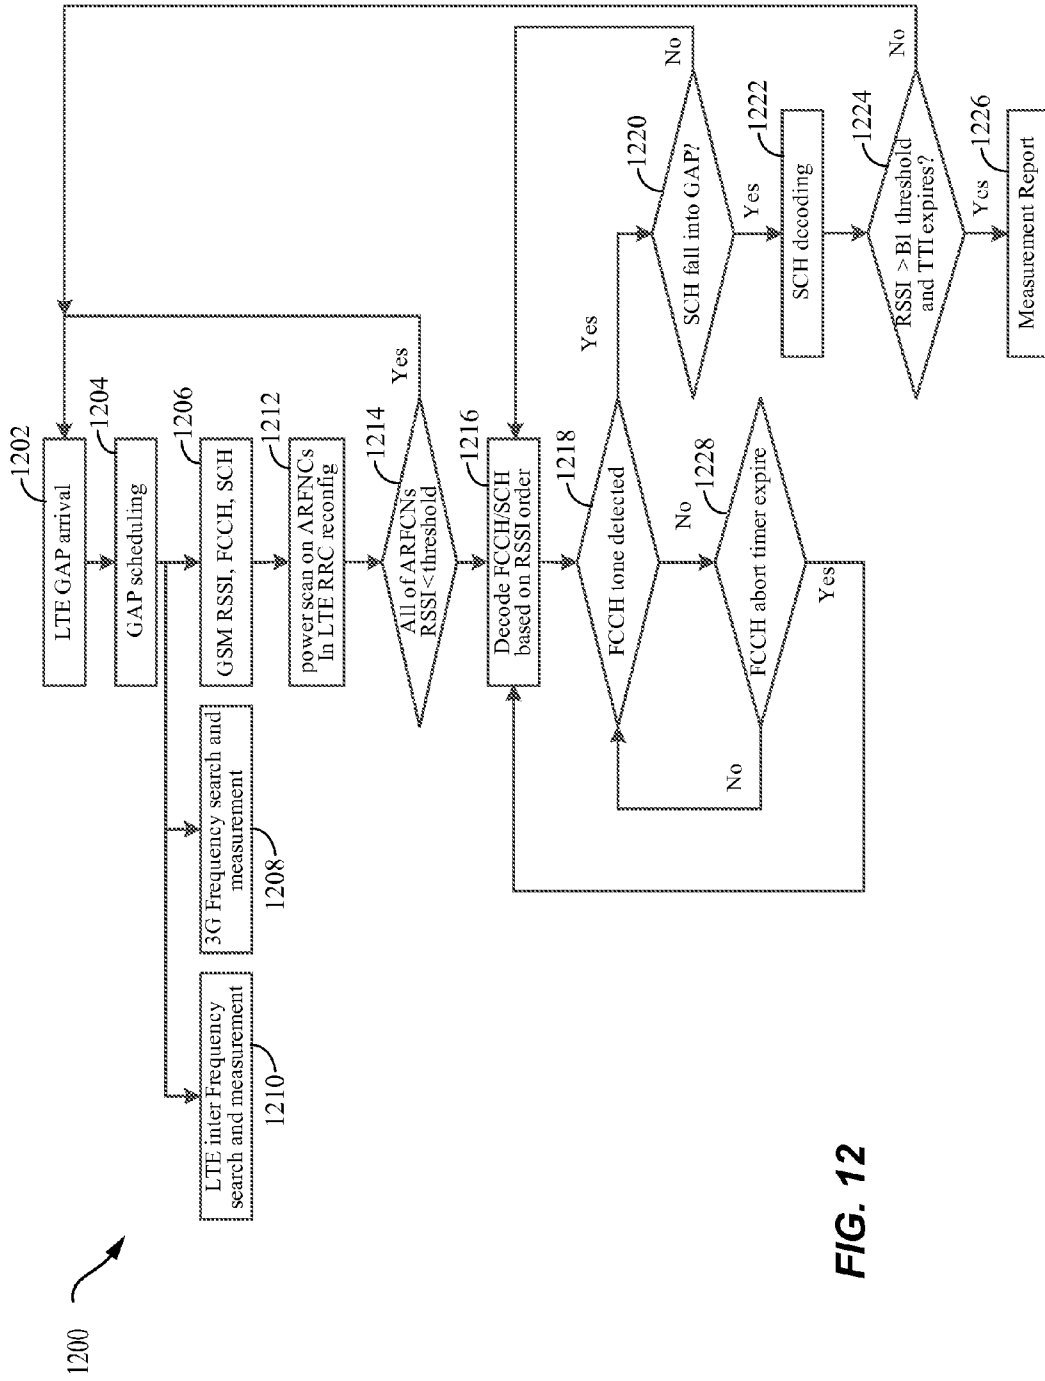 1200
LTE GAP arrival
1202
GAP scheduling
1204
LTE inter Frequency
search and measurement
1210
3G Frequency search and
measurement
1208
GSM RSSI, FCCH, SCH
1206
power scan on ARFNCs
In LTE RRC reconfig
1212
All of ARFCNs
RSSI<threshold
1214
Yes
Decode FCCH/SCH
based on RSSI order
1216
FCCH tone detected
1218
Yes
No
FCCH abort timer expire
1228
No
Yes
SCH fall into GAP?
1220
No
Yes
SCH decoding
1222
RSSI >B1 threshold
and TTI expires?
1224
No
Yes
Measurement Report
1226
FIG. 12